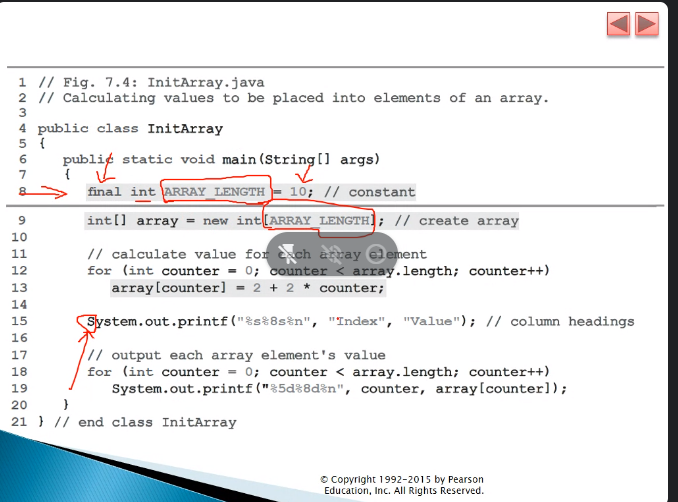 1 // Fig. 7.4: InitArray.java
2 // Calculating values to be placed into elements of an array.
3
4 public class InitArray
5 {
6    public static void main(String[] args)
7    {
8       final int ARRAY_LENGTH = 10; // constant
9       int[] array = new int[ARRAY_LENGTH]; // create array
10
11       // calculate value for each array element
12       for (int counter = 0; counter < array.length; counter++)
13          array[counter] = 2 + 2 * counter;
14
15       System.out.printf("%s%8s%n", "Index", "Value"); // column headings
16
17       // output each array element's value
18       for (int counter = 0; counter < array.length; counter++)
19          System.out.printf("%5d%8d%n", counter, array[counter]);
20    }
21 } // end class InitArray
© Copyright 1992-2015 by Pearson
Education, Inc. All Rights Reserved.